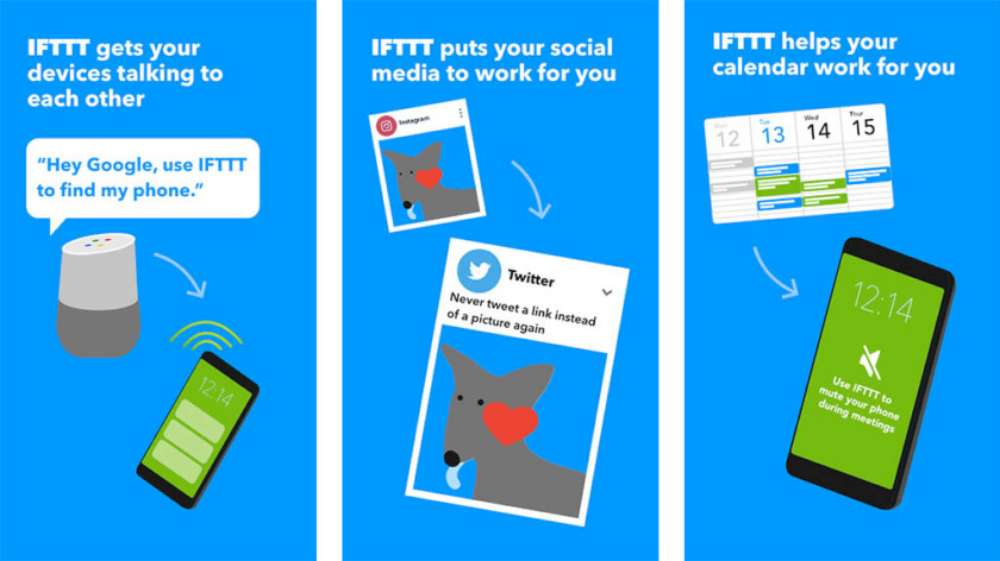 IFTTT gets your
devices talking to
each other
“Hey Google, use IFTTT
to find my phone.”
12:14
IFTTT puts your social
media to work for you
Instagram
Twitter
Never tweet a link instead
of a picture again
IFTTT helps your
calendar work for you
12
Tue
13
Wed
14
Thur
15
12:14
Use IFTTT to
mute your phone
during meetings